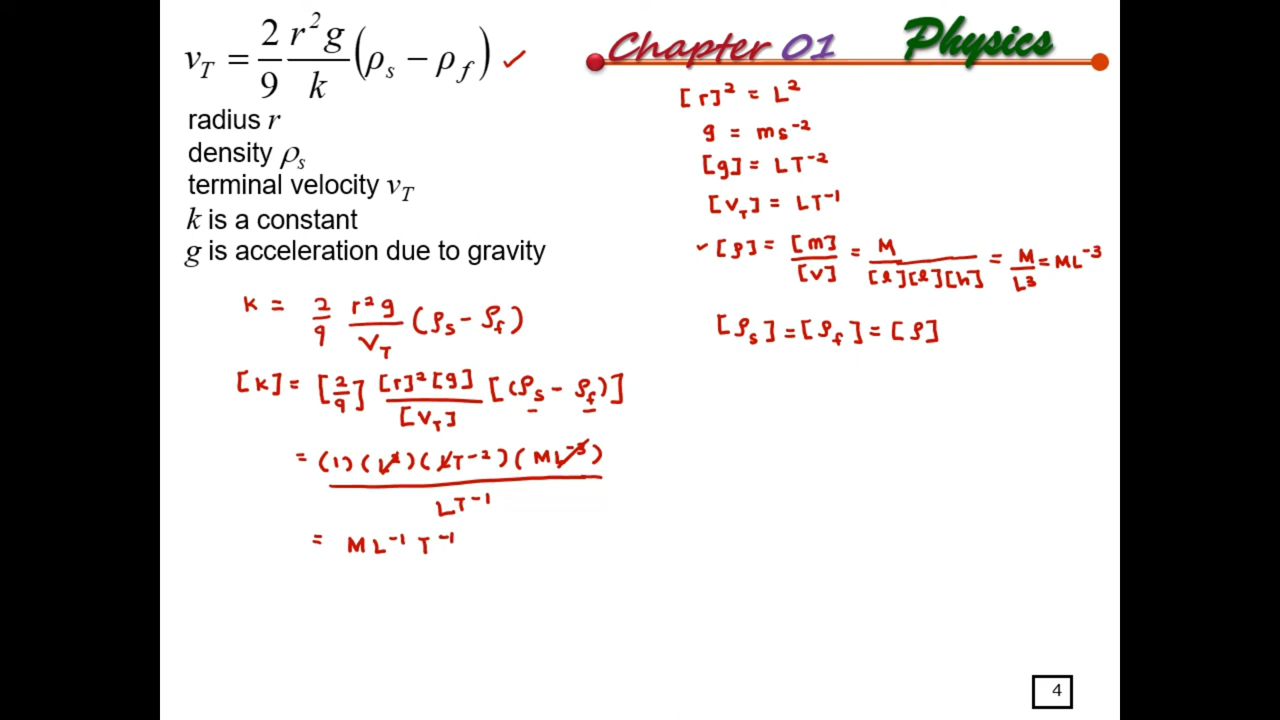 v_T = 2/9 r²g/k (ρ_s − ρ_f) ✓
radius r
density ρ_s
terminal velocity v_T
k is a constant
g is acceleration due to gravity
k = 2/9 r²g/V_T (ρ_s − ρ_f)
[k] = [2/9] [r]²[g]/[V_T] [(ρ_s − ρ_f)]
= (1)(L²)(LT⁻²)(ML⁻³)/LT⁻¹
= ML⁻¹T⁻¹
Chapter 01 Physics
[r]² = L²
g = ms⁻²
[g] = LT⁻²
[V_T] = LT⁻¹
✓ [ρ] = [m]/[v] = M/[l][l][h] = M/L³ = ML⁻³
[ρ_s] = [ρ_f] = [ρ]
4